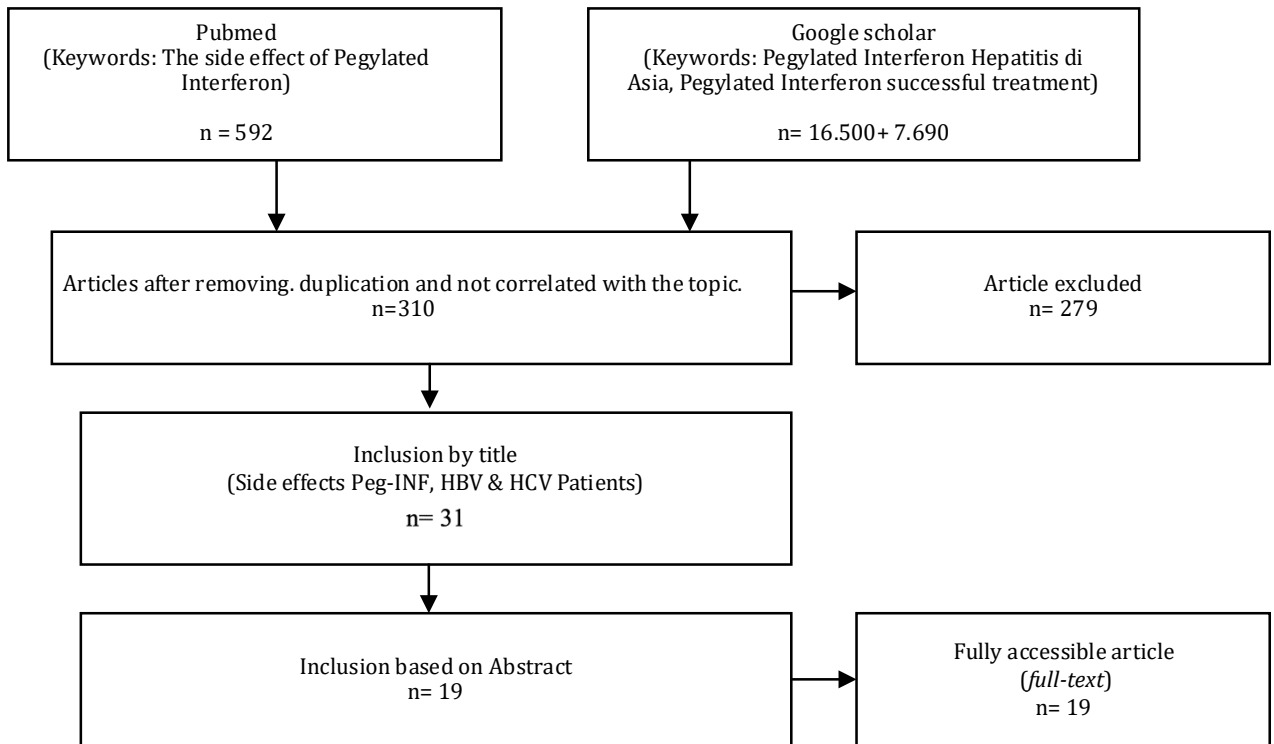 Pubmed
(Keywords: The side effect of Pegylated
Interferon)
n = 592
Google scholar
(Keywords: Pegylated Interferon Hepatitis di
Asia, Pegylated Interferon successful treatment)
n= 16.500+ 7.690
Articles after removing. duplication and not correlated with the topic.
n=310
Article excluded
n= 279
Inclusion by title
(Side effects Peg-INF, HBV & HCV Patients)
n= 31
Inclusion based on Abstract
n= 19
Fully accessible article
(full-text)
n= 19